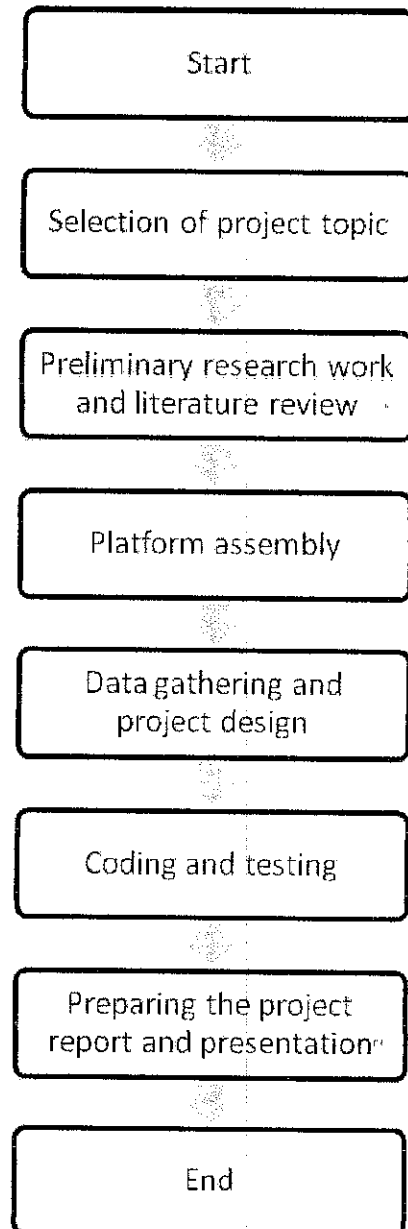 Start
Selection of project topic
Preliminary research work
and literature review
Platform assembly
Data gathering and
project design
Coding and testing
Preparing the project
report and presentation
End